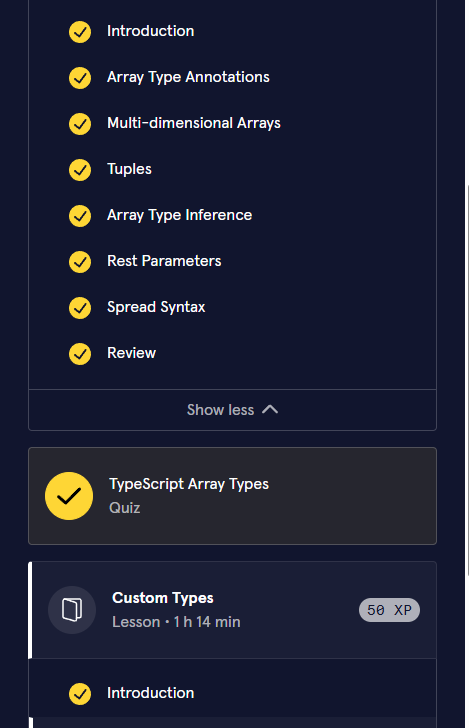 Introduction
Array Type Annotations
Multi-dimensional Arrays
Tuples
Array Type Inference
Rest Parameters
Spread Syntax
Review
Show less
TypeScript Array Types
Quiz
Custom Types
Lesson • 1 h 14 min
50 XP
Introduction